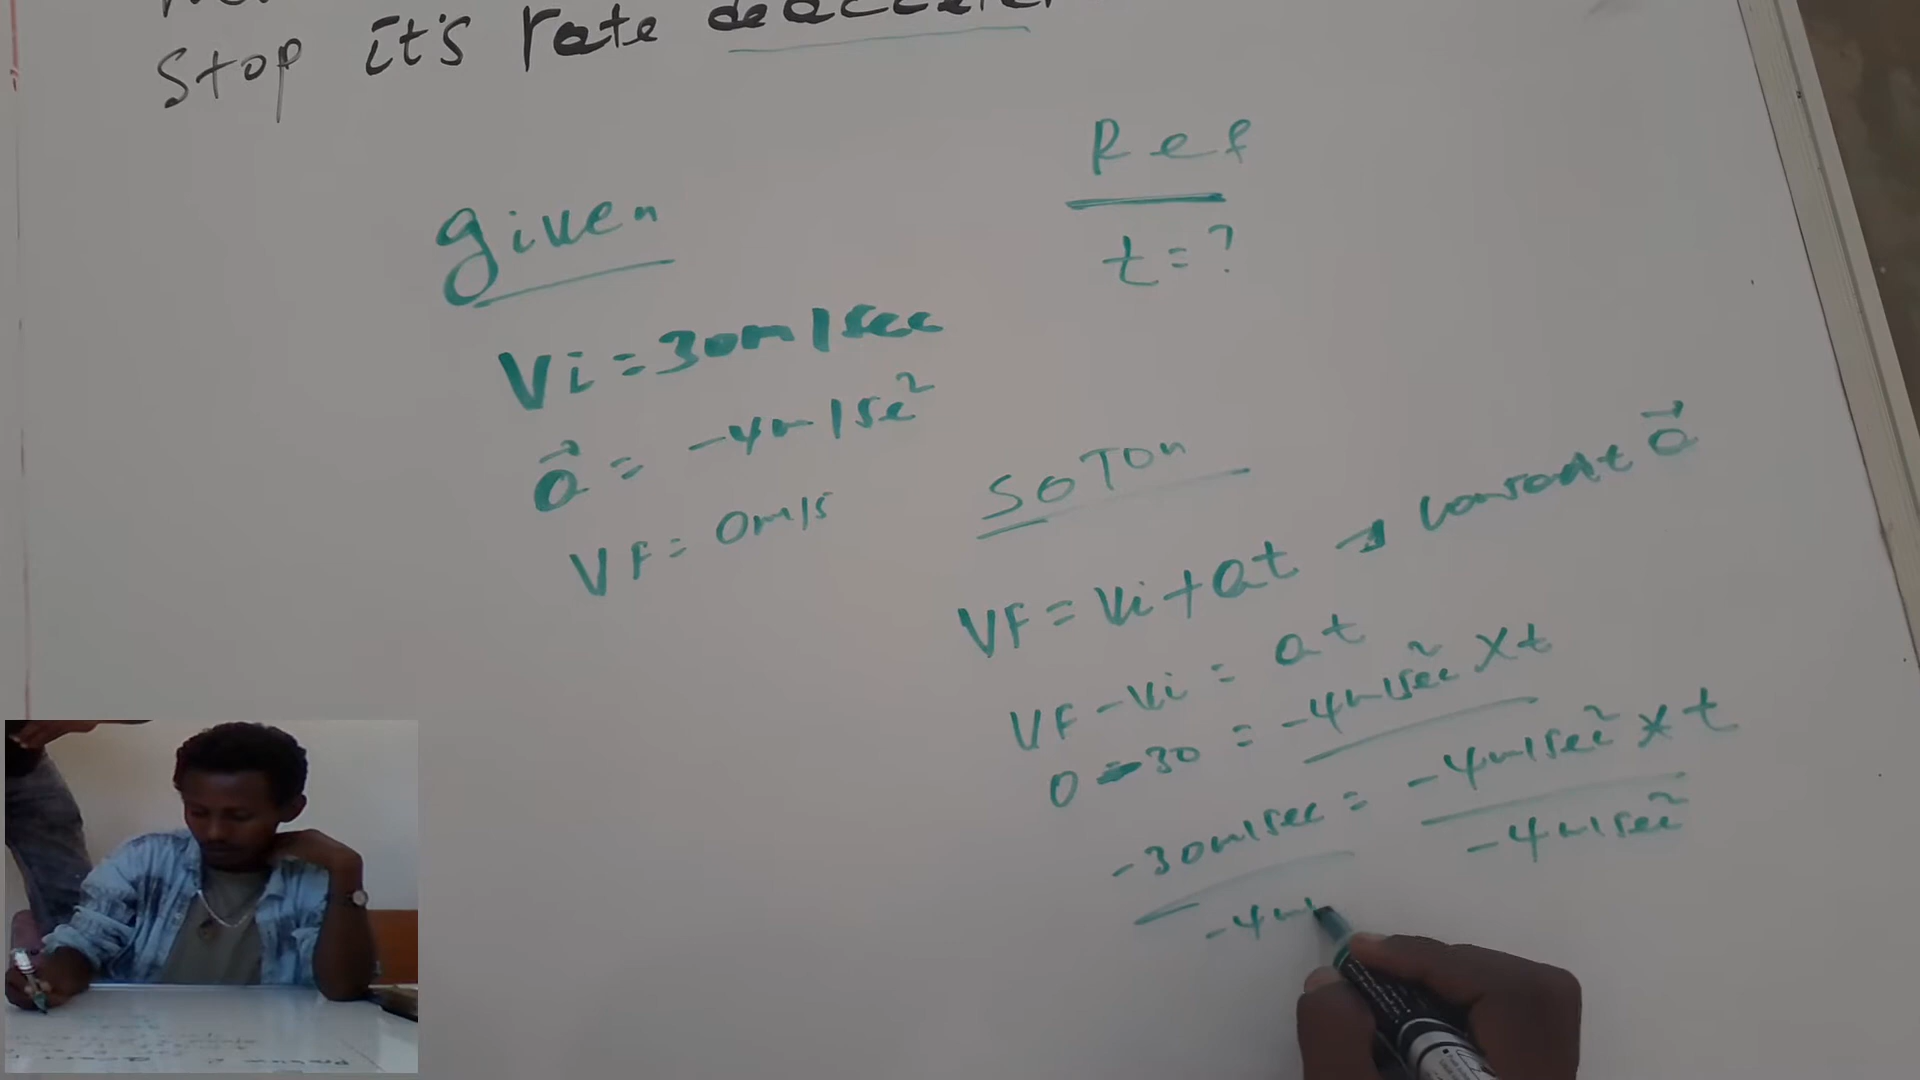 Stop it's rate
Given
Vi = 30m/sec
a⃗ = -4m/se²
VF = 0m/s
Ref
t = ?
SOTON
VF = Vi + at → a⃗
VF - Vi = at
0 - 30 = -4m/sec² x t
-30m/sec = -4m/sec² x t
-4m -4m/sec²